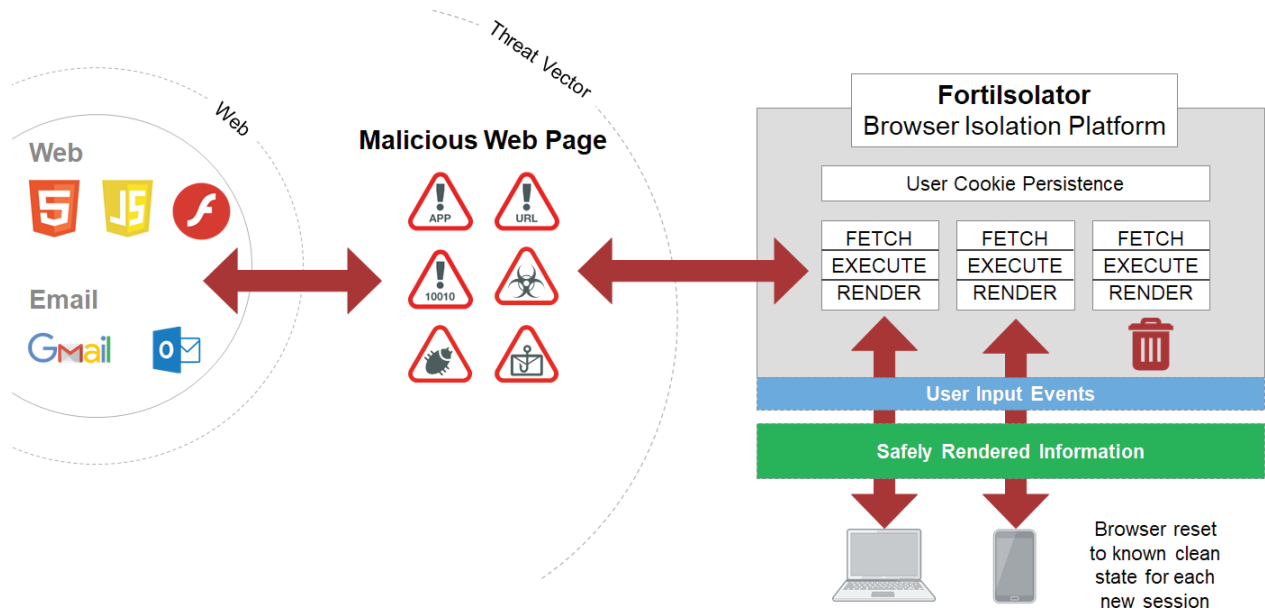 Threat Vector
Web
Web
JS
Email
Gmail
O
Malicious Web Page
APP
URL
10010
FortiIsolator
Browser Isolation Platform
User Cookie Persistence
FETCH
EXECUTE
RENDER
FETCH
EXECUTE
RENDER
FETCH
EXECUTE
RENDER
User Input Events
Safely Rendered Information
Browser reset
to known clean
state for each
new session